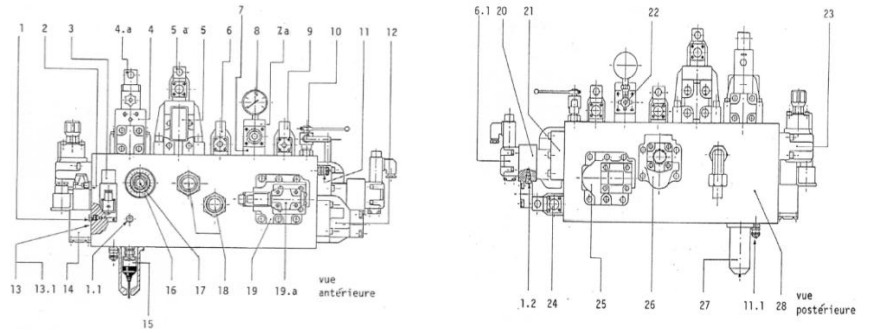 7
1 2 3 4.a 4 5a 5 6 7a 8 9 10 11 12
13 13.1 14 1.1 15 16 17 18 19 19.a
vue
antérieure
6.1 20 21 22 23
1.2 24 25 26 27 11.1 28
vue
postérieure